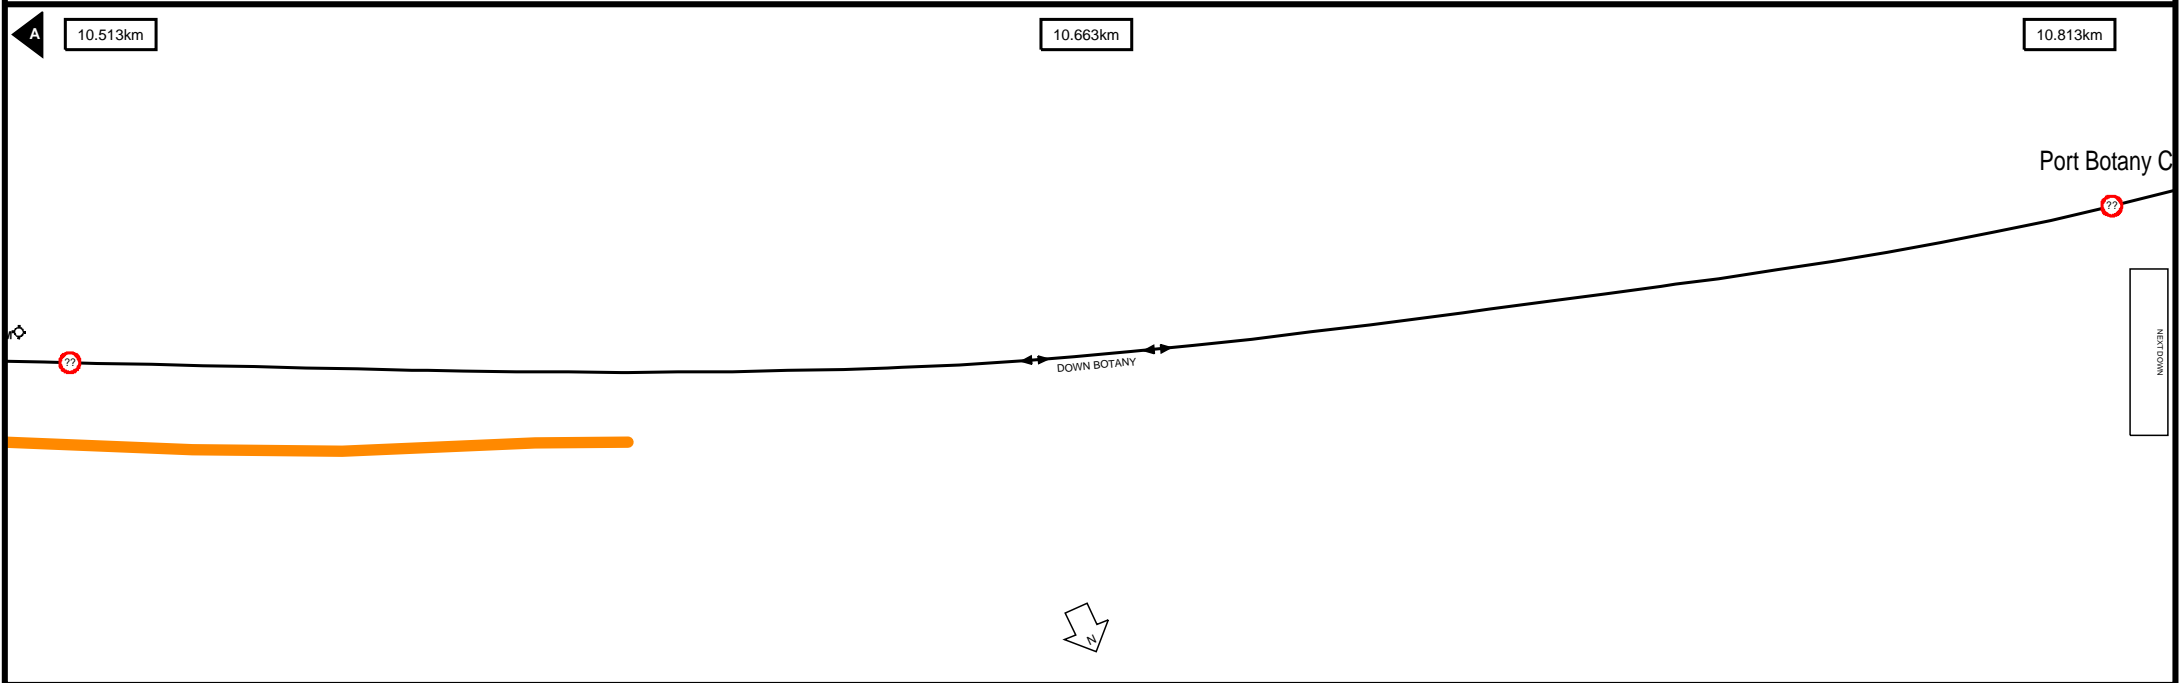 A
10.513km
10.663km
10.813km
Port Botany C
??
??
DOWN BOTANY
NEXT DOWN
N